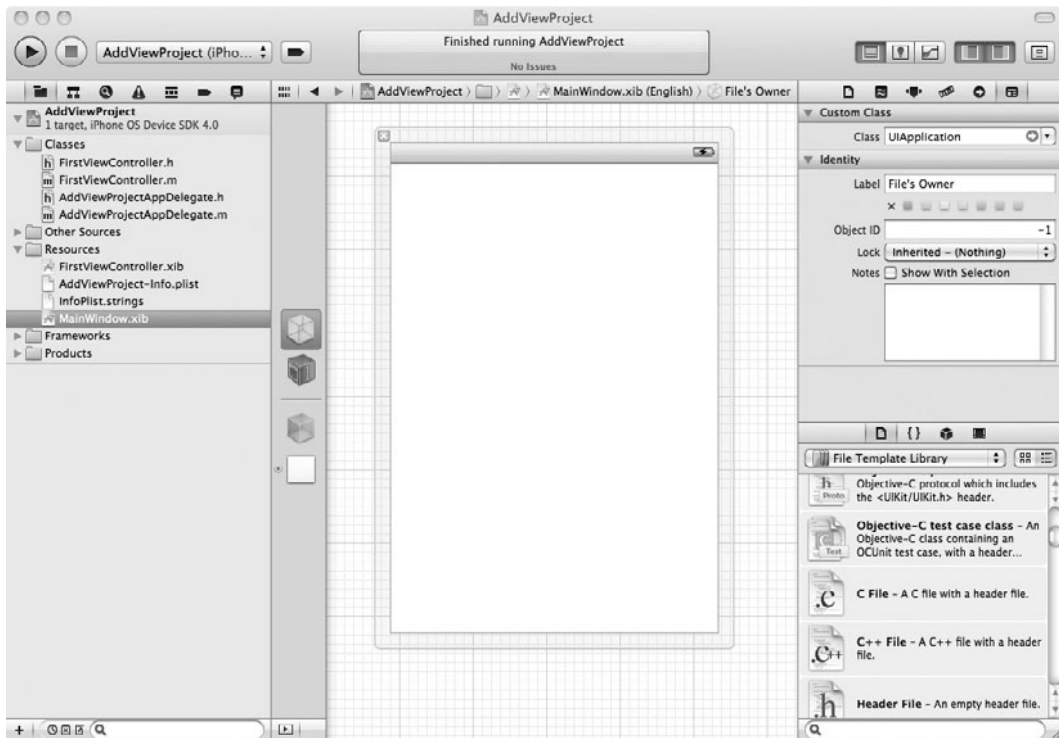 AddViewProject
AddViewProject (iPho...
Finished running AddViewProject
No Issues
AddViewProject
MainWindow.xib (English)
File's Owner
AddViewProject
1 target, iPhone OS Device SDK 4.0
Classes
h FirstViewController.h
m FirstViewController.m
h AddViewProjectAppDelegate.h
m AddViewProjectAppDelegate.m
Other Sources
Resources
FirstViewController.xib
AddViewProject-Info.plist
InfoPlist.strings
MainWindow.xib
Frameworks
Products
Custom Class
Class UIApplication
Identity
Label File's Owner
Object ID -1
Lock Inherited - (Nothing)
Notes Show With Selection
{}
File Template Library
h Proto
Objective-C protocol which includes
the <UIKit/UIKit.h> header.
Test
Objective-C test case class - An
Objective-C class containing an
OCUnit test case, with a header...
.c
C File - A C file with a header file.
.c++
C++ File - A C++ file with a header
file.
.h
Header File - An empty header file.